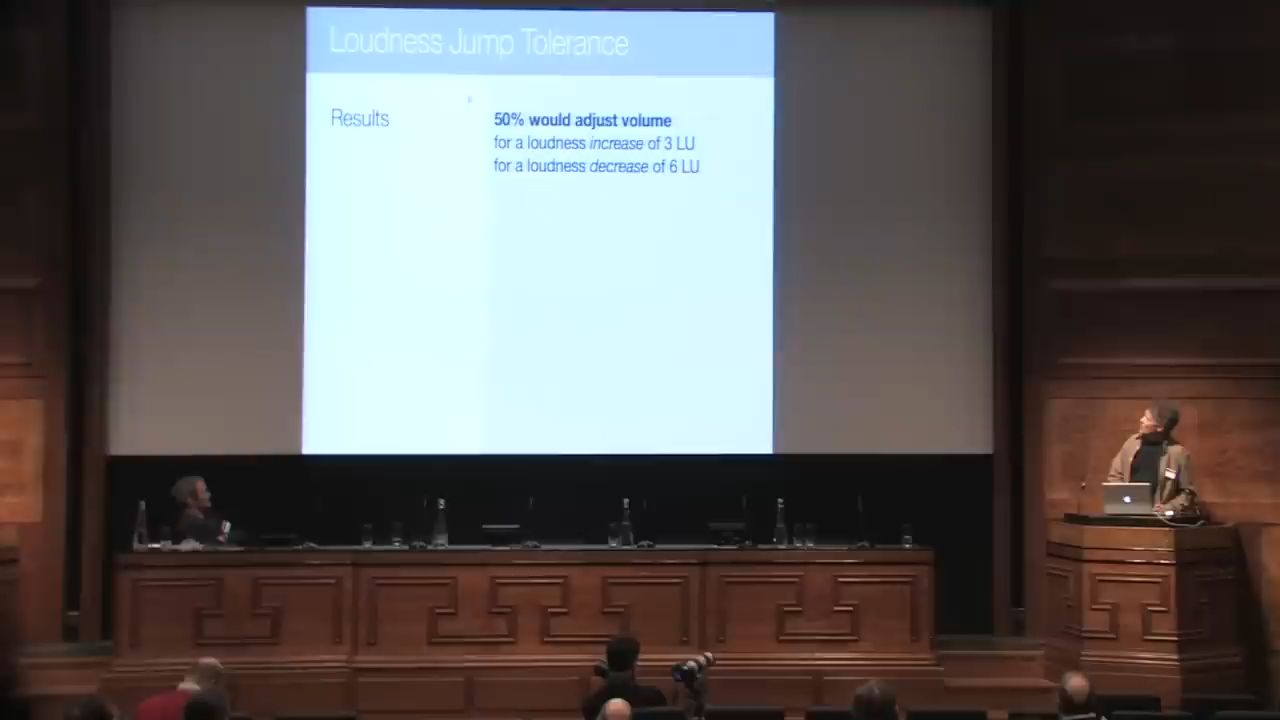 Loudness Jump Tolerance
Results
50% would adjust volume
for a loudness increase of 3 LU
for a loudness decrease of 6 LU